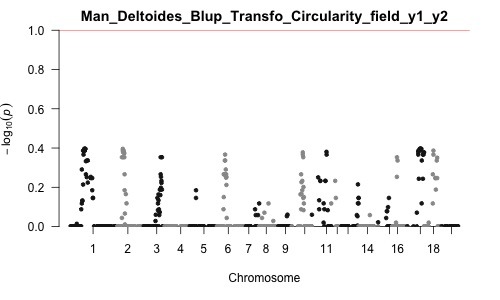 Man_Deltoides_Blup_Transfo_Circularity_field_y1_y2
1.0
0.8
0.6
0.4
0.2
0.0
− log10(p)
1 2 3 4 5 6 7 8 9 11 14 16 18
Chromosome